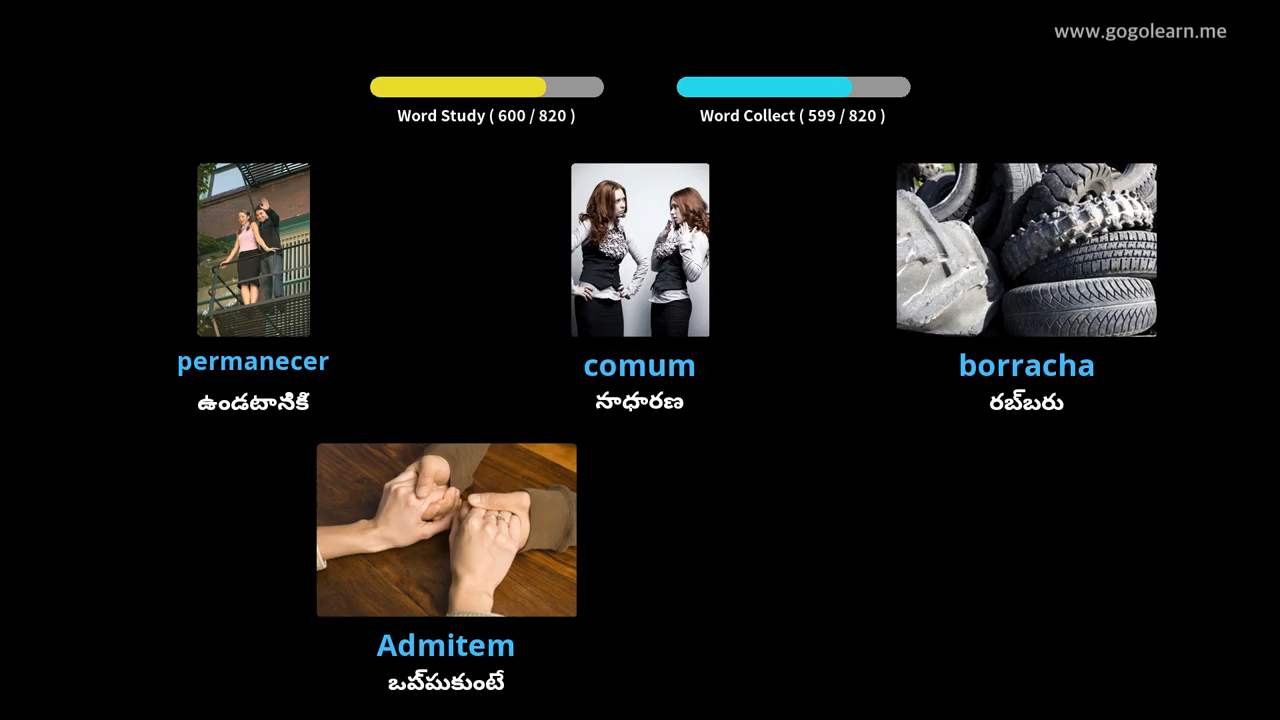 www.gogolearn.me
Word Study ( 600 / 820 )
Word Collect ( 599 / 820 )
permanecer
ఉండటానికి
comum
సాధారణ
borracha
రబ్‌బరు
Admitem
ఒప్‌పుకుంటే